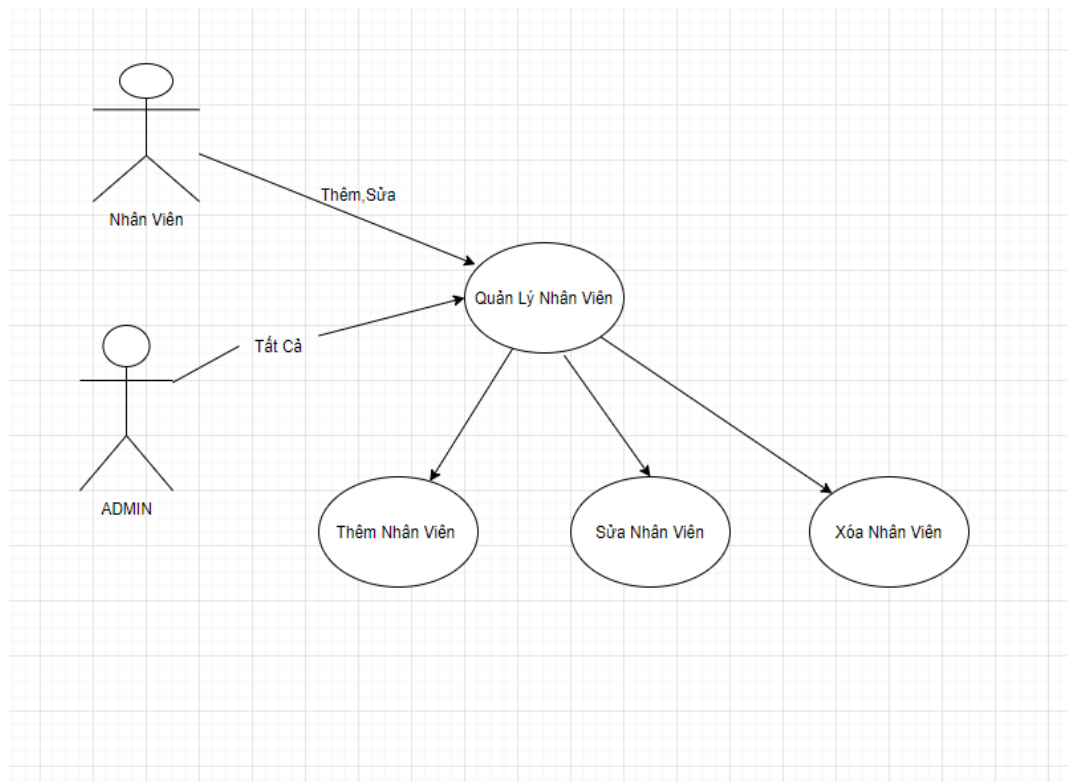 Thêm,Sửa
Nhân Viên
Quản Lý Nhân Viên
Tất Cả
ADMIN
Thêm Nhân Viên
Sửa Nhân Viên
Xóa Nhân Viên